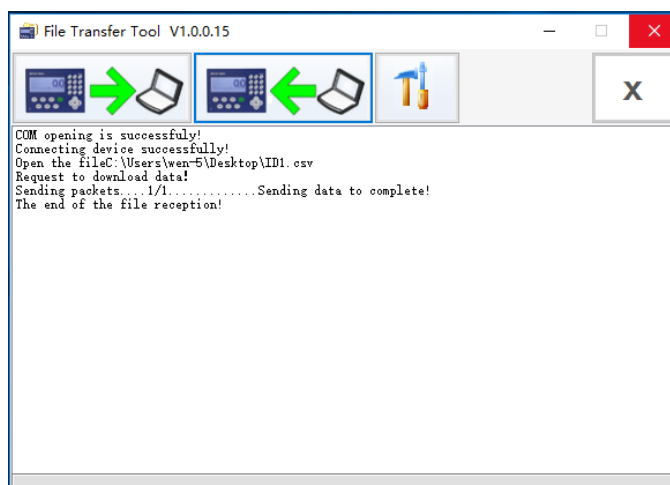 File Transfer Tool V1.0.0.15
X
COM opening is successfuly!
Connecting device successfully!
Open the fileC:\Users\wen-5\Desktop\ID1.csv
Request to download data!
Sending packets....1/1.............Sending data to complete!
The end of the file reception!